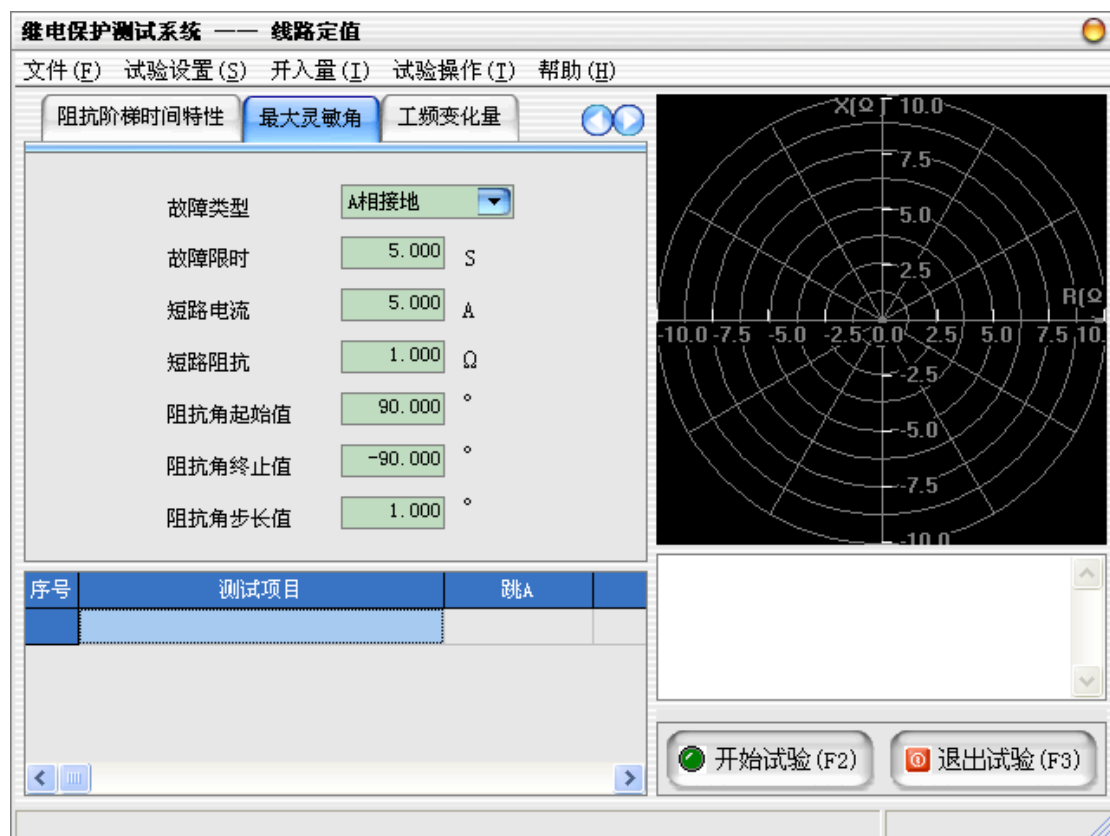 继电保护测试系统 —— 线路定值
文件(F) 试验设置(S) 开入量(I) 试验操作(T) 帮助(H)
阻抗阶梯时间特性 最大灵敏角 工频变化量
故障类型 A相接地
故障限时 5.000 S
短路电流 5.000 A
短路阻抗 1.000 Ω
阻抗角起始值 90.000 °
阻抗角终止值 -90.000 °
阻抗角步长值 1.000 °
X(Ω 10.0
7.5
5.0
2.5
R(Ω
-10.0 -7.5 -5.0 -2.5 0.0 2.5 5.0 7.5 10.
-2.5
-5.0
-7.5
-10.0
序号 测试项目 跳A
开始试验(F2) 退出试验(F3)